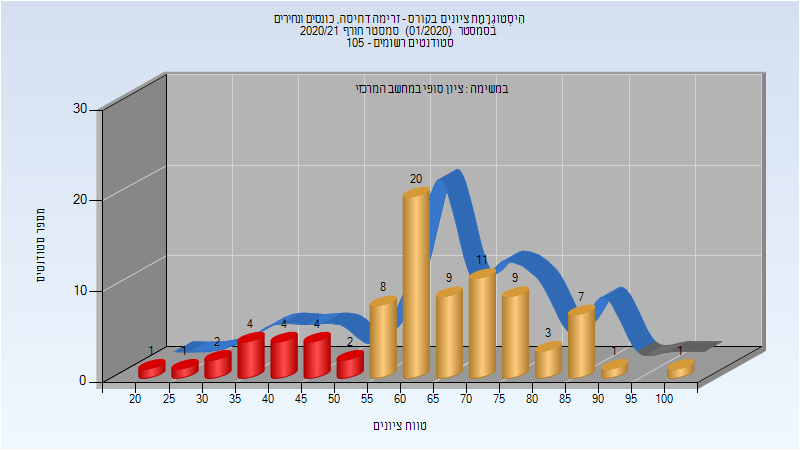 היסטוגרמת ציונים בקורס - זרימה דחיסה, כונסים ונחירים
בסמסטר (01/2020) סמסטר חורף 2020/21
סטודנטים רשומים - 105
במשימה : ציון סופי במחשב המרכזי
30
20
10
0
מספר סטודנטים
1
1
2
4
4
4
2
8
20
9
11
9
3
7
1
1
20 25 30 35 40 45 50 55 60 65 70 75 80 85 90 95 100
טווח ציונים